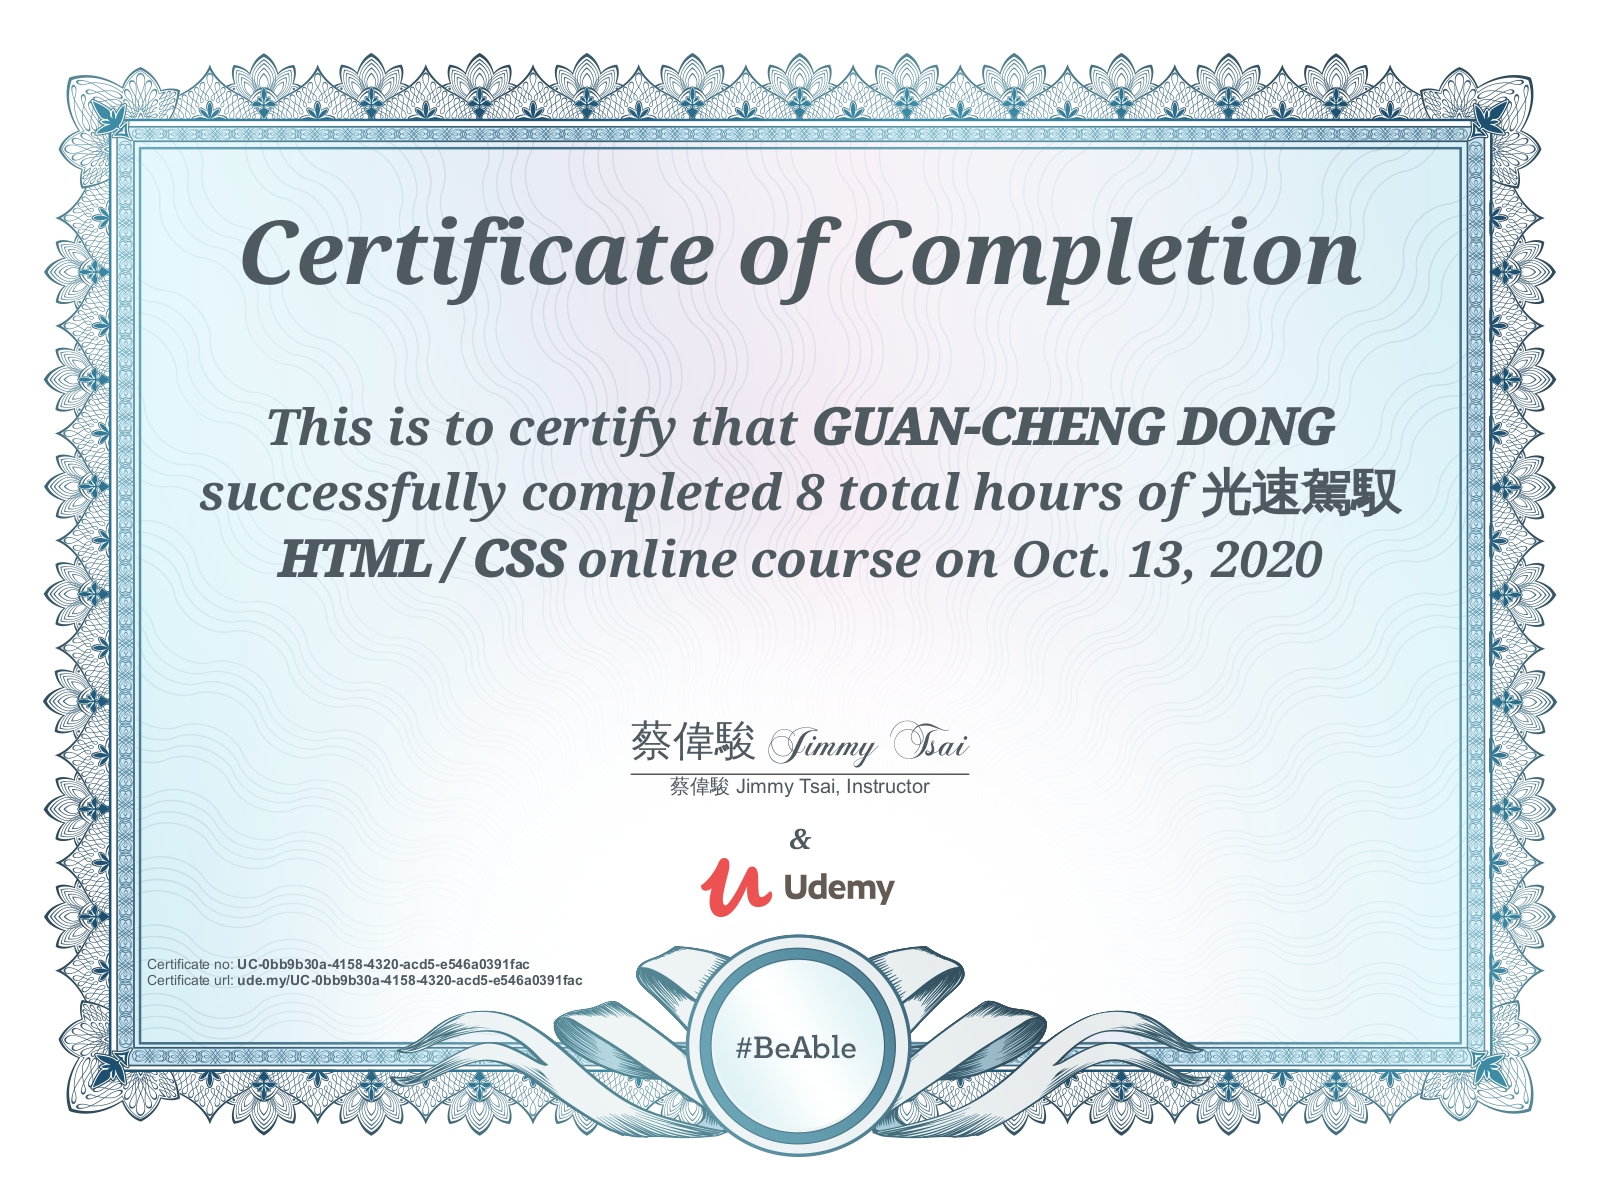 Certificate of Completion
This is to certify that GUAN-CHENG DONG
successfully completed 8 total hours of 光速駕馭
HTML / CSS online course on Oct. 13, 2020
蔡偉駿 Jimmy Tsai
蔡偉駿 Jimmy Tsai, Instructor
&
Udemy
Certificate no: UC-0bb9b30a-4158-4320-acd5-e546a0391fac
Certificate url: ude.my/UC-0bb9b30a-4158-4320-acd5-e546a0391fac
#BeAble